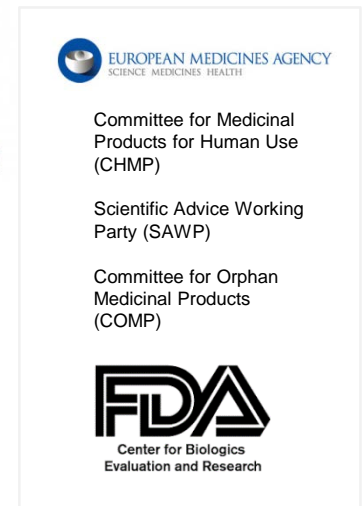 EUROPEAN MEDICINES AGENCY
SCIENCE MEDICINES HEALTH
Committee for Medicinal
Products for Human Use
(CHMP)
Scientific Advice Working
Party (SAWP)
Committee for Orphan
Medicinal Products
(COMP)
FDA
Center for Biologics
Evaluation and Research